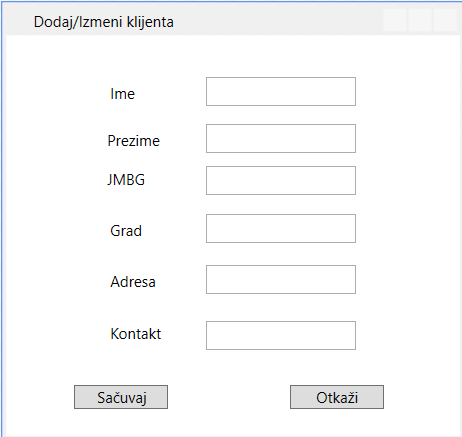 Dodaj/Izmeni klijenta
Ime
Prezime
JMBG
Grad
Adresa
Kontakt
Sačuvaj
Otkaži